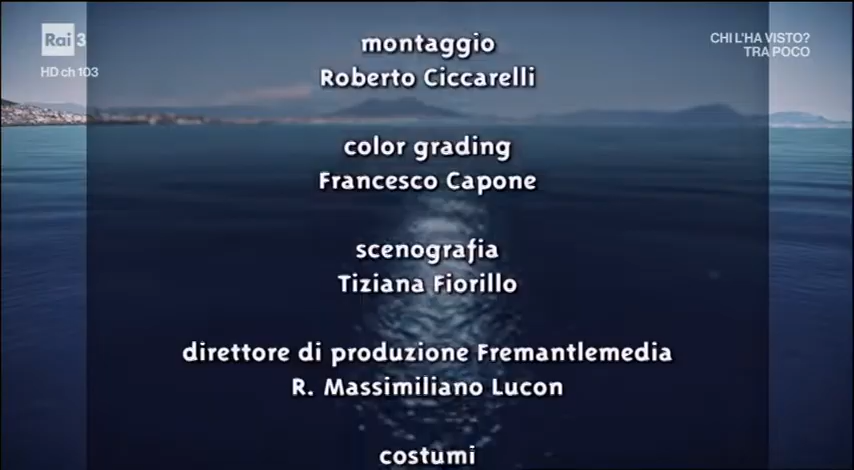 Rai 3
HD ch 103
CHI L'HA VISTO?
TRA POCO
montaggio
Roberto Ciccarelli
color grading
Francesco Capone
scenografia
Tiziana Fiorillo
direttore di produzione Fremantlemedia
R. Massimiliano Lucon
costumi